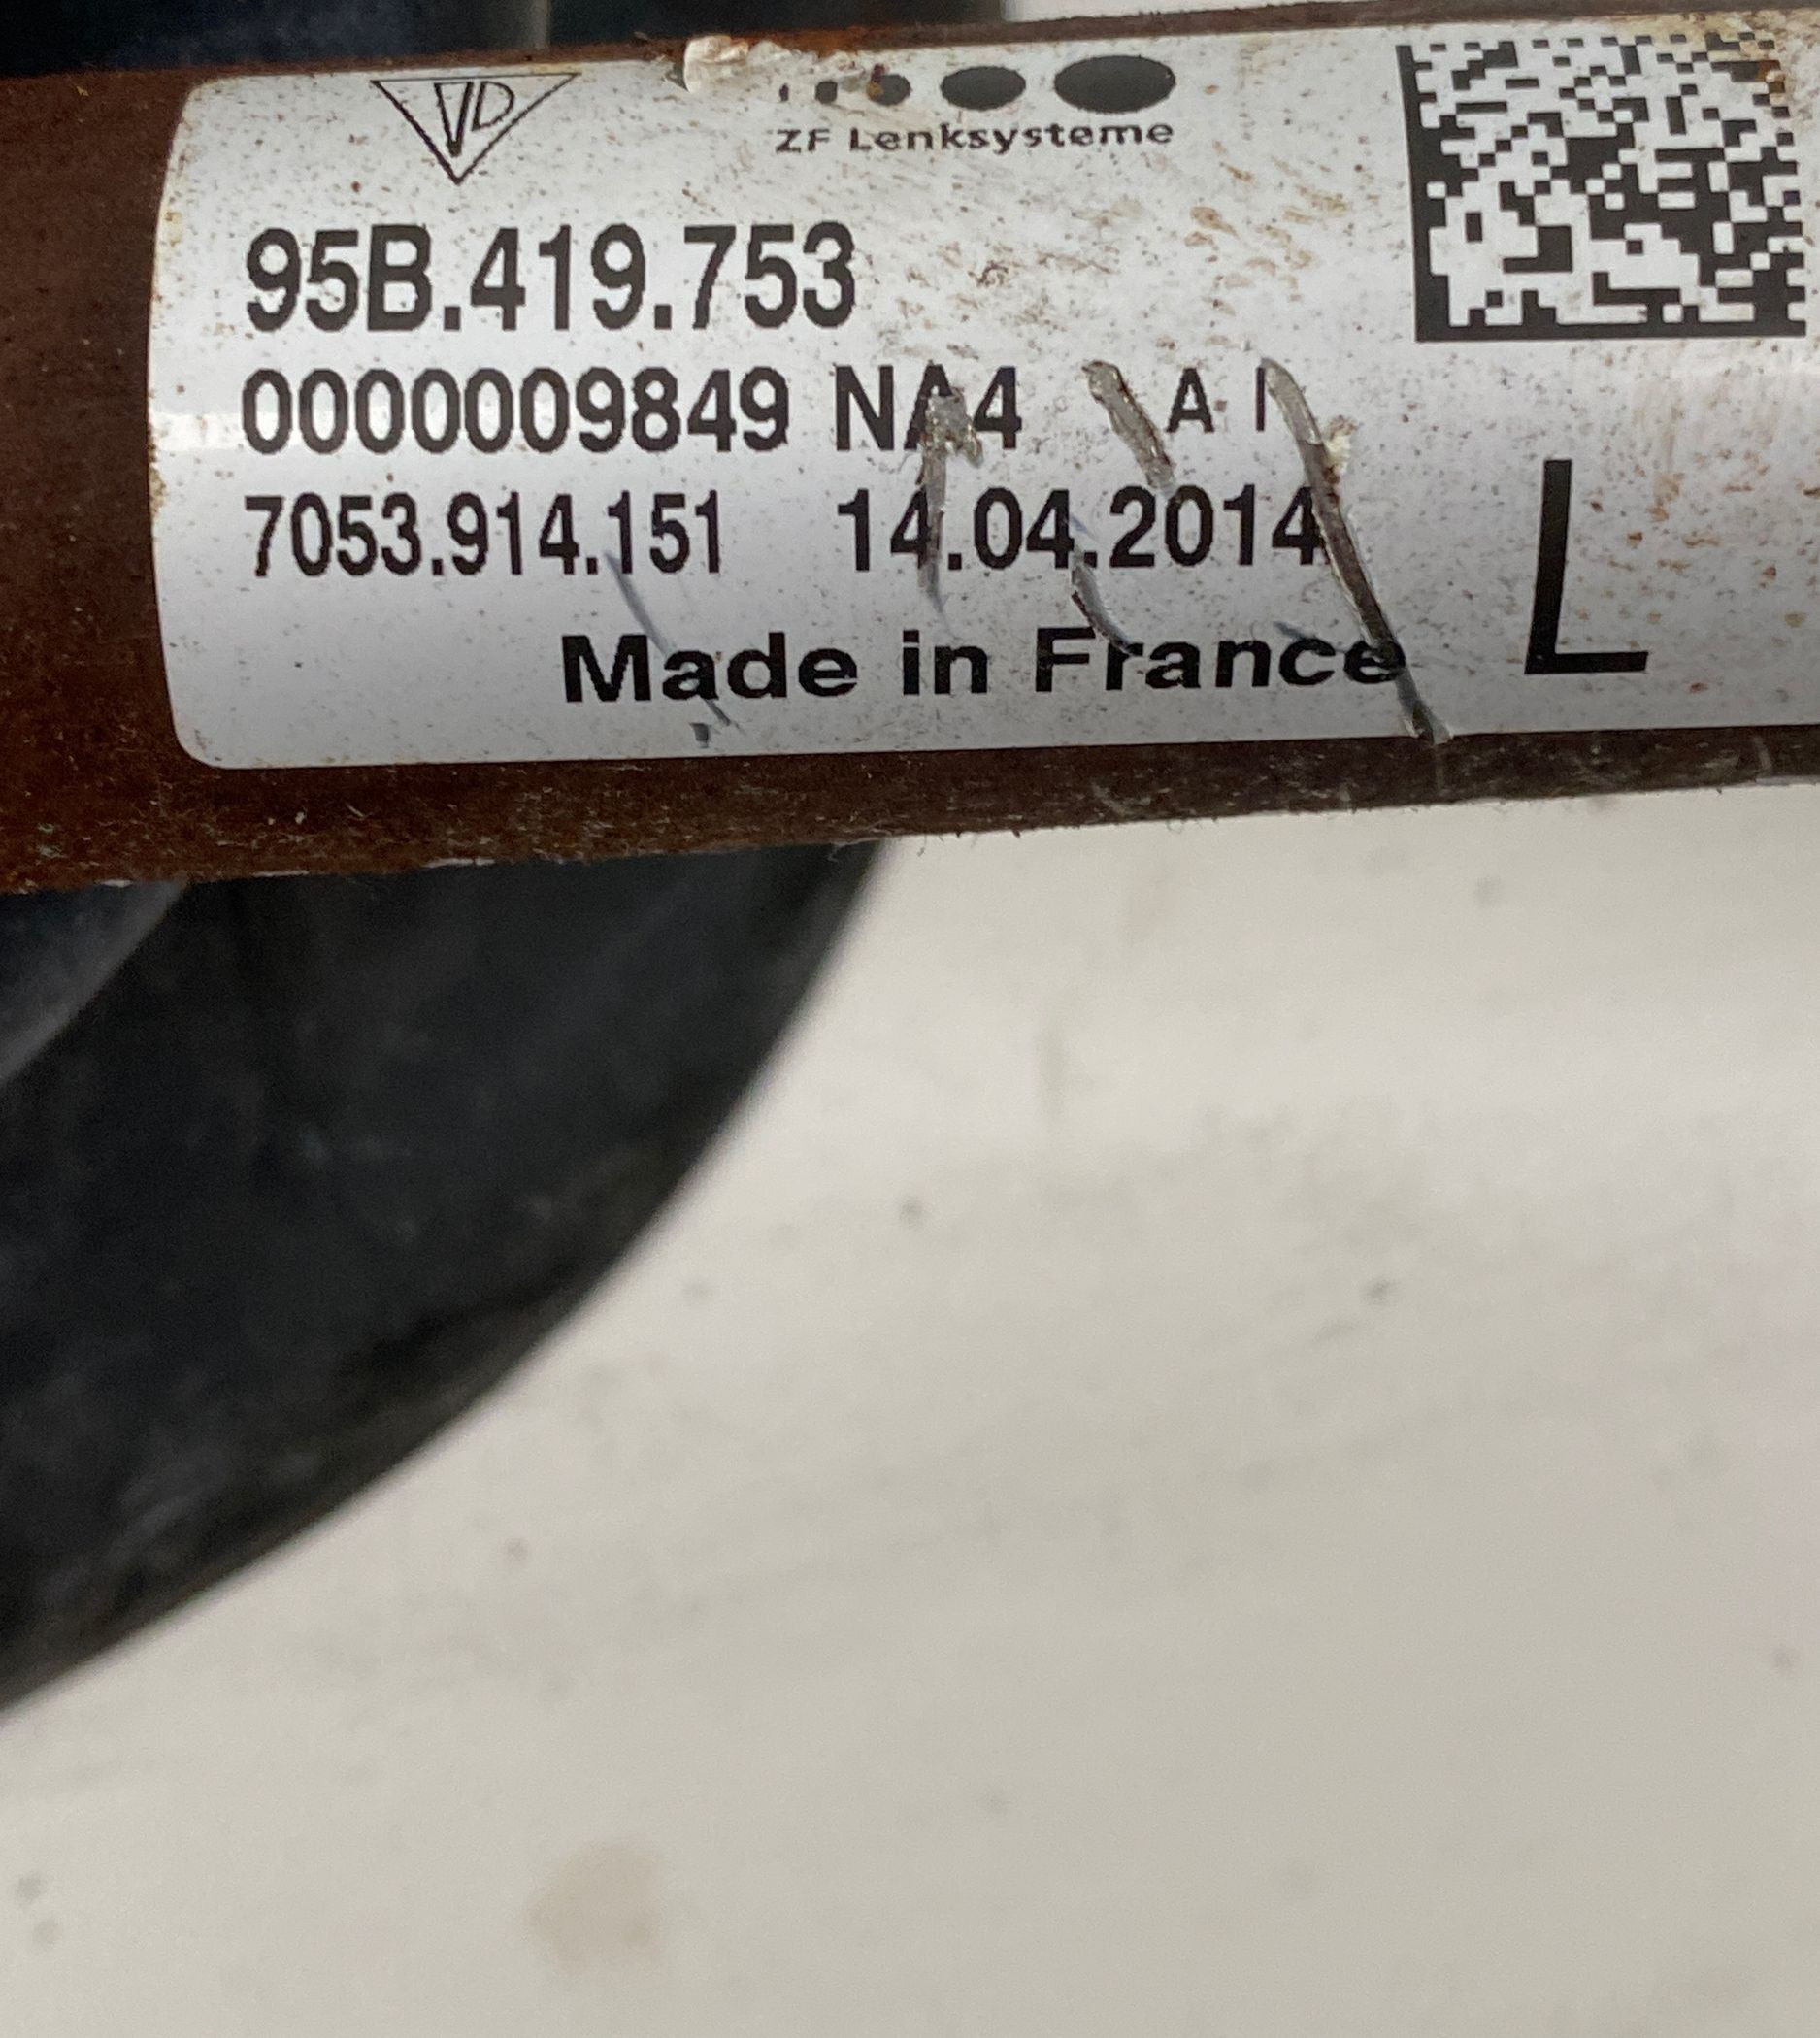 ZF Lenksysteme
95B.419.753
0000009849 NA4 A
7053.914.151 14.04.2014
Made in France L